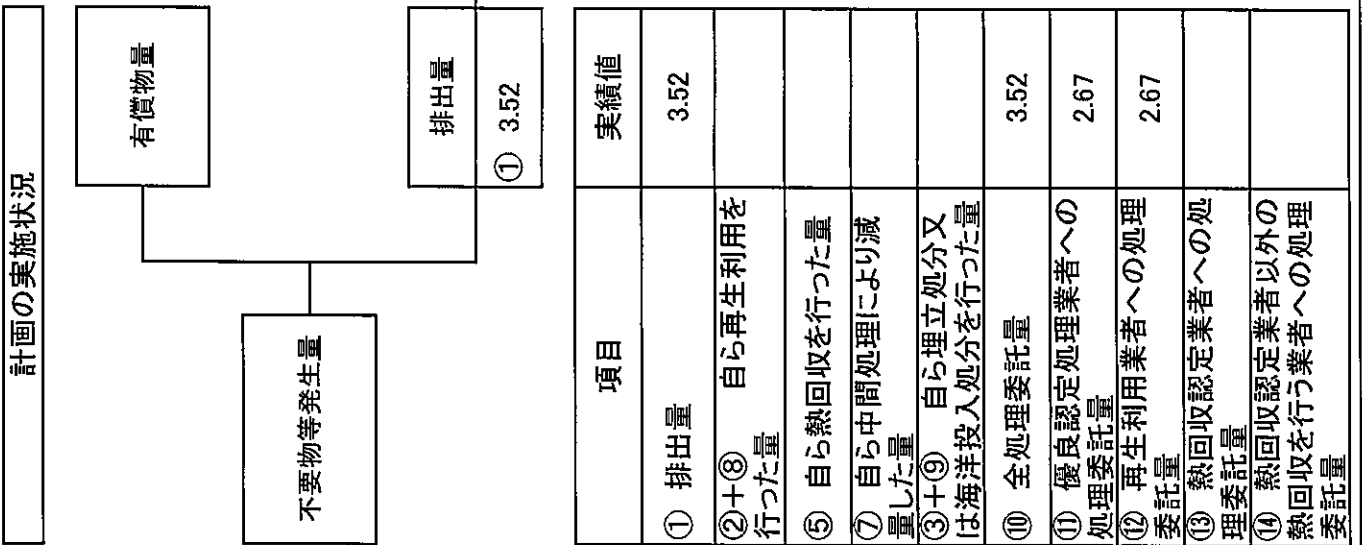 計画の実施状況
不要物等発生量
有償物量
排出量
① 3.52
項目
実績値
① 排出量
3.52
②+⑧ 自ら再生利用を
行った量
⑤ 自ら熱回収を行った量
⑦ 自ら中間処理により減
量した量
③+⑨ 自ら埋立処分又
は海洋投入処分を行った量
⑩ 全処理委託量
3.52
⑪ 優良認定処理業者への
処理委託量
2.67
⑫ 再生利用業者への処理
委託量
2.67
⑬ 熱回収認定業者への処
理委託量
⑭ 熱回収認定業者以外の
熱回収を行う業者への処理
委託量